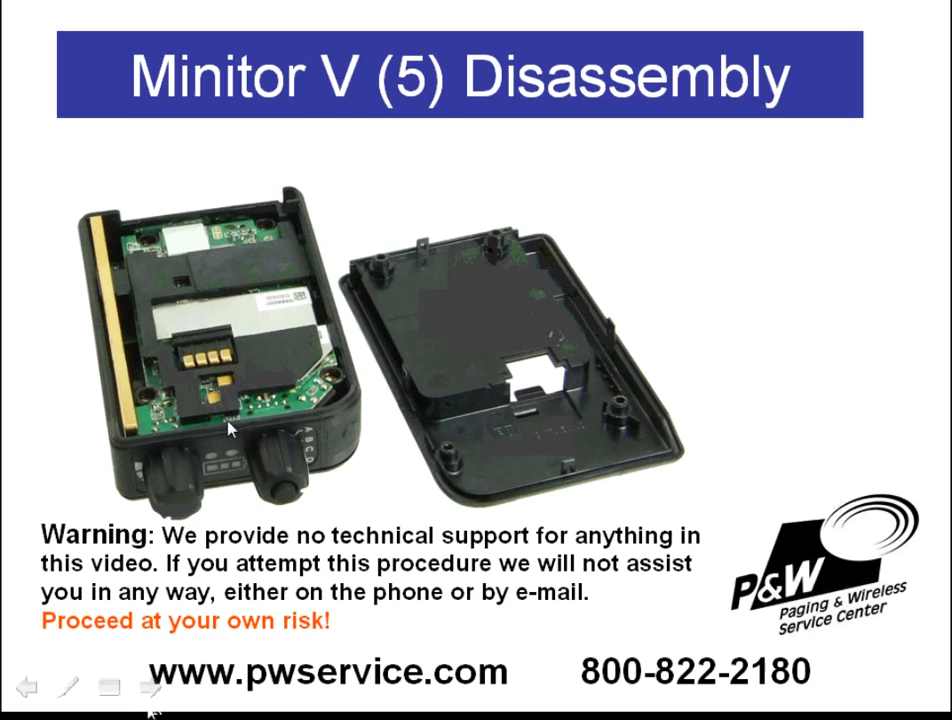 Minitor V (5) Disassembly
A
B
C
D
Warning: We provide no technical support for anything in
this video. If you attempt this procedure we will not assist
you in any way, either on the phone or by e-mail.
Proceed at your own risk!
P&W
Paging & Wireless
Service Center
www.pwservice.com 800-822-2180